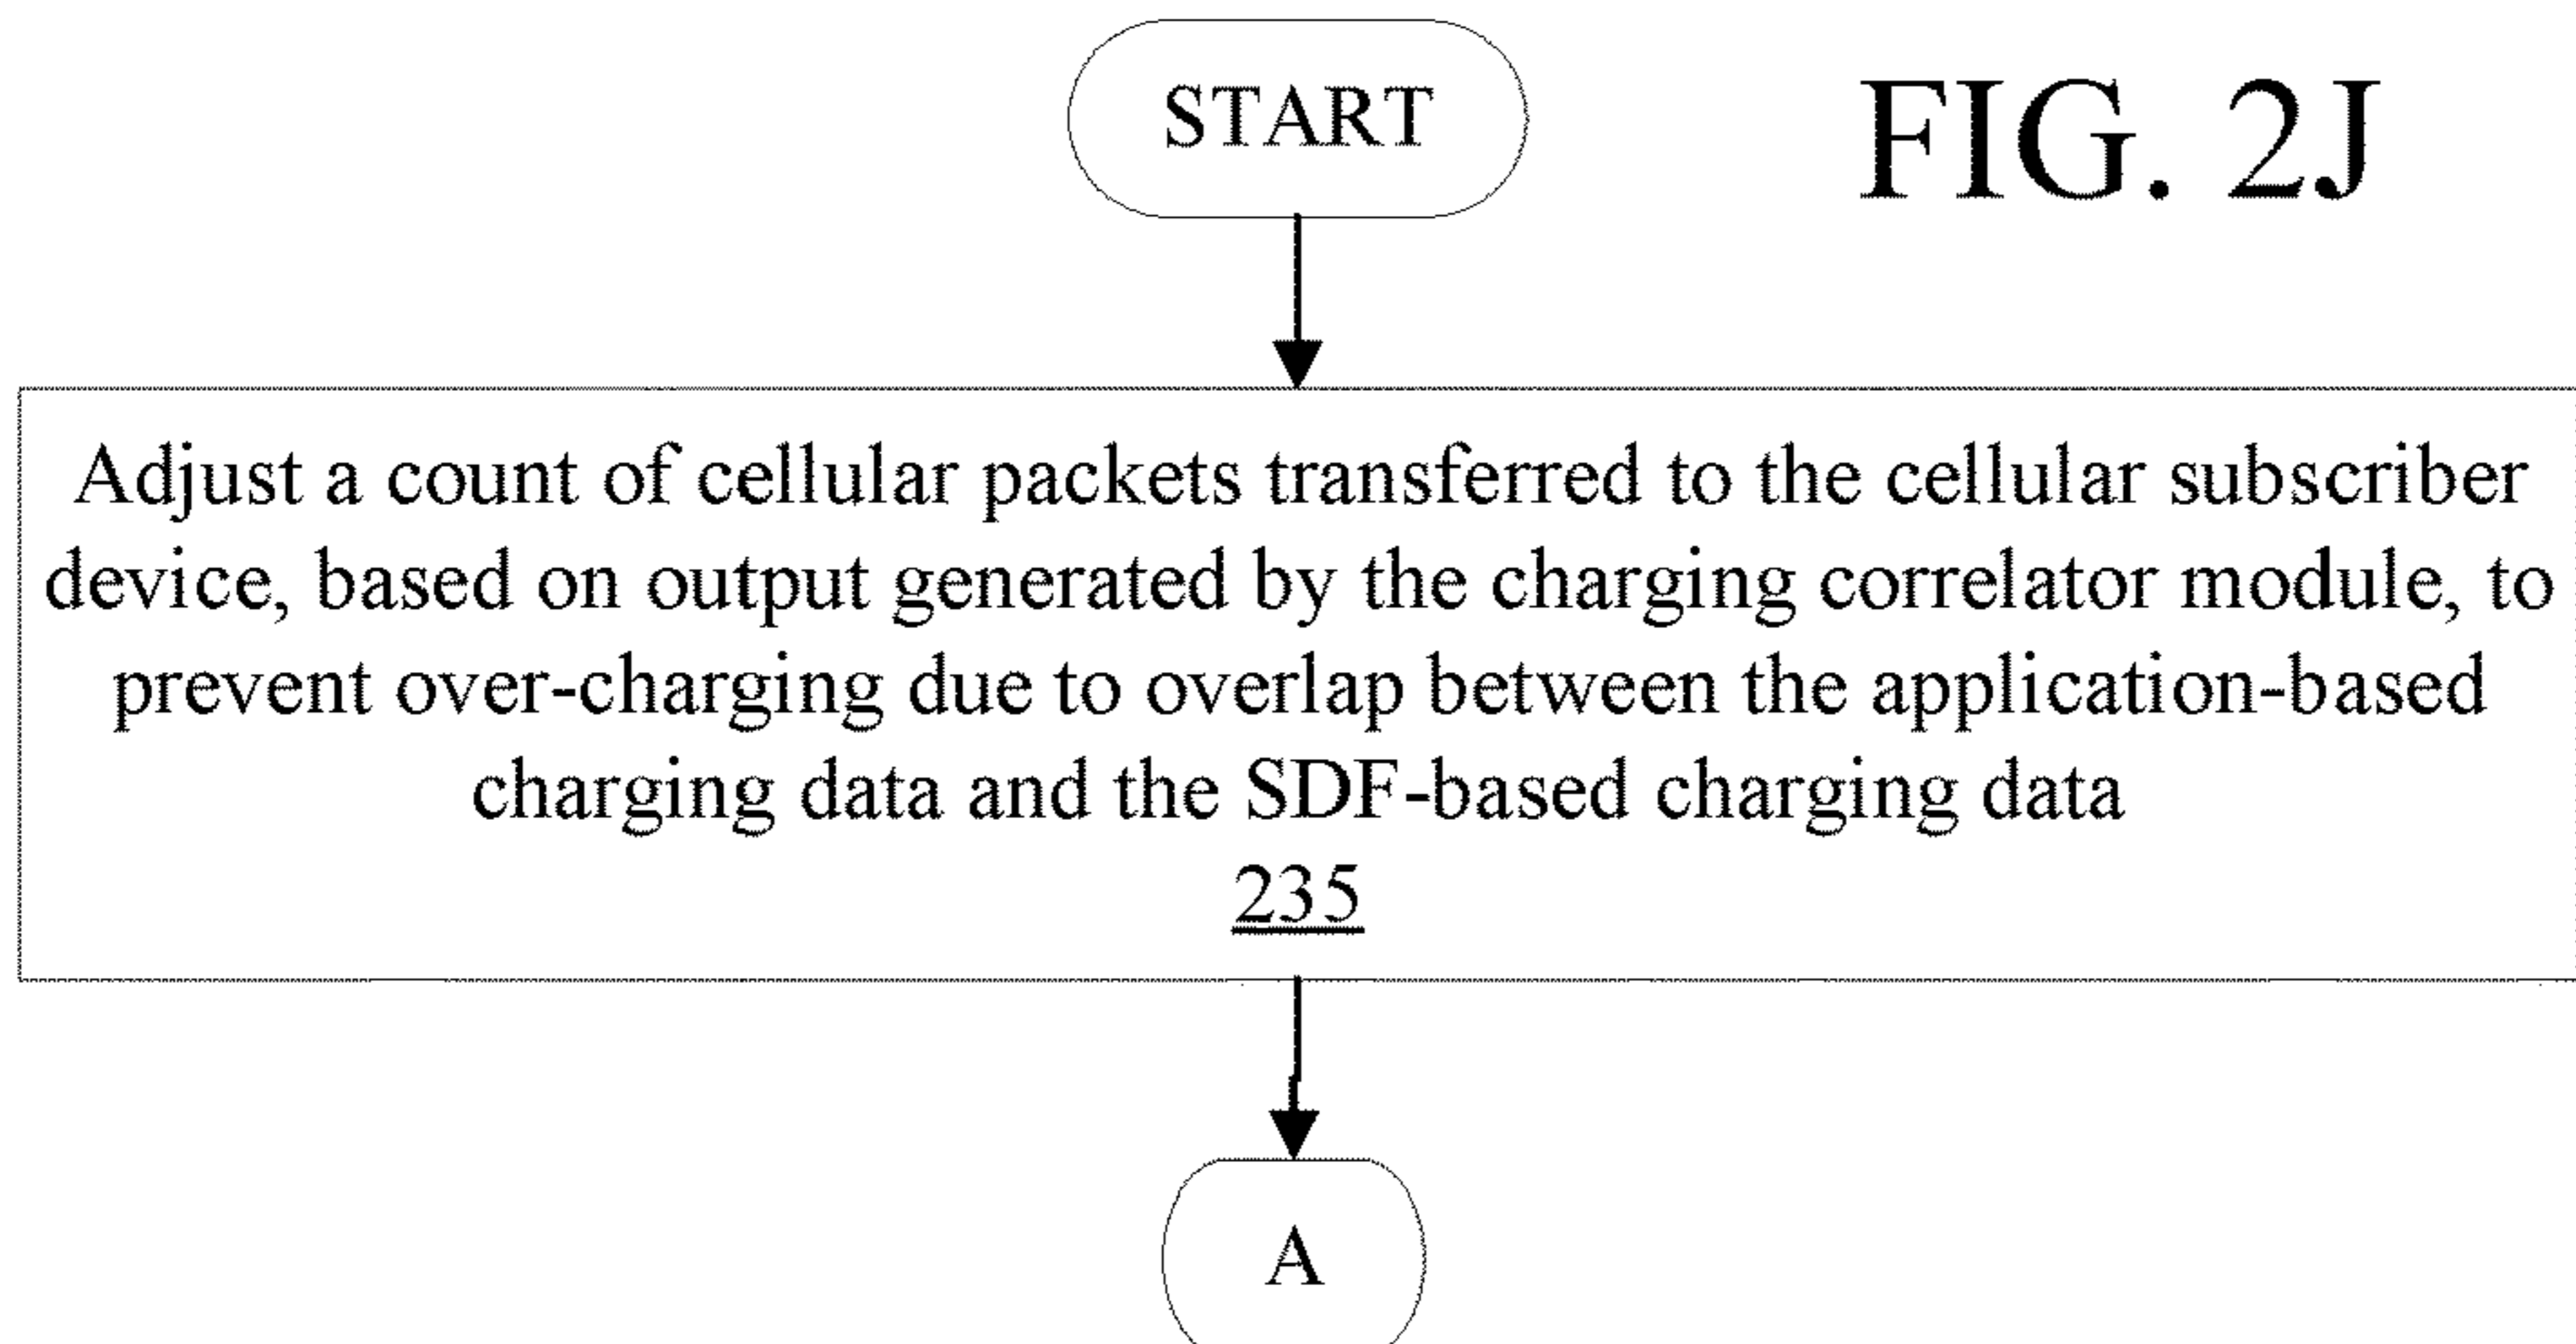 START
FIG. 2J
Adjust a count of cellular packets transferred to the cellular subscriber
device, based on output generated by the charging correlator module, to
prevent over-charging due to overlap between the application-based
charging data and the SDF-based charging data
235
A